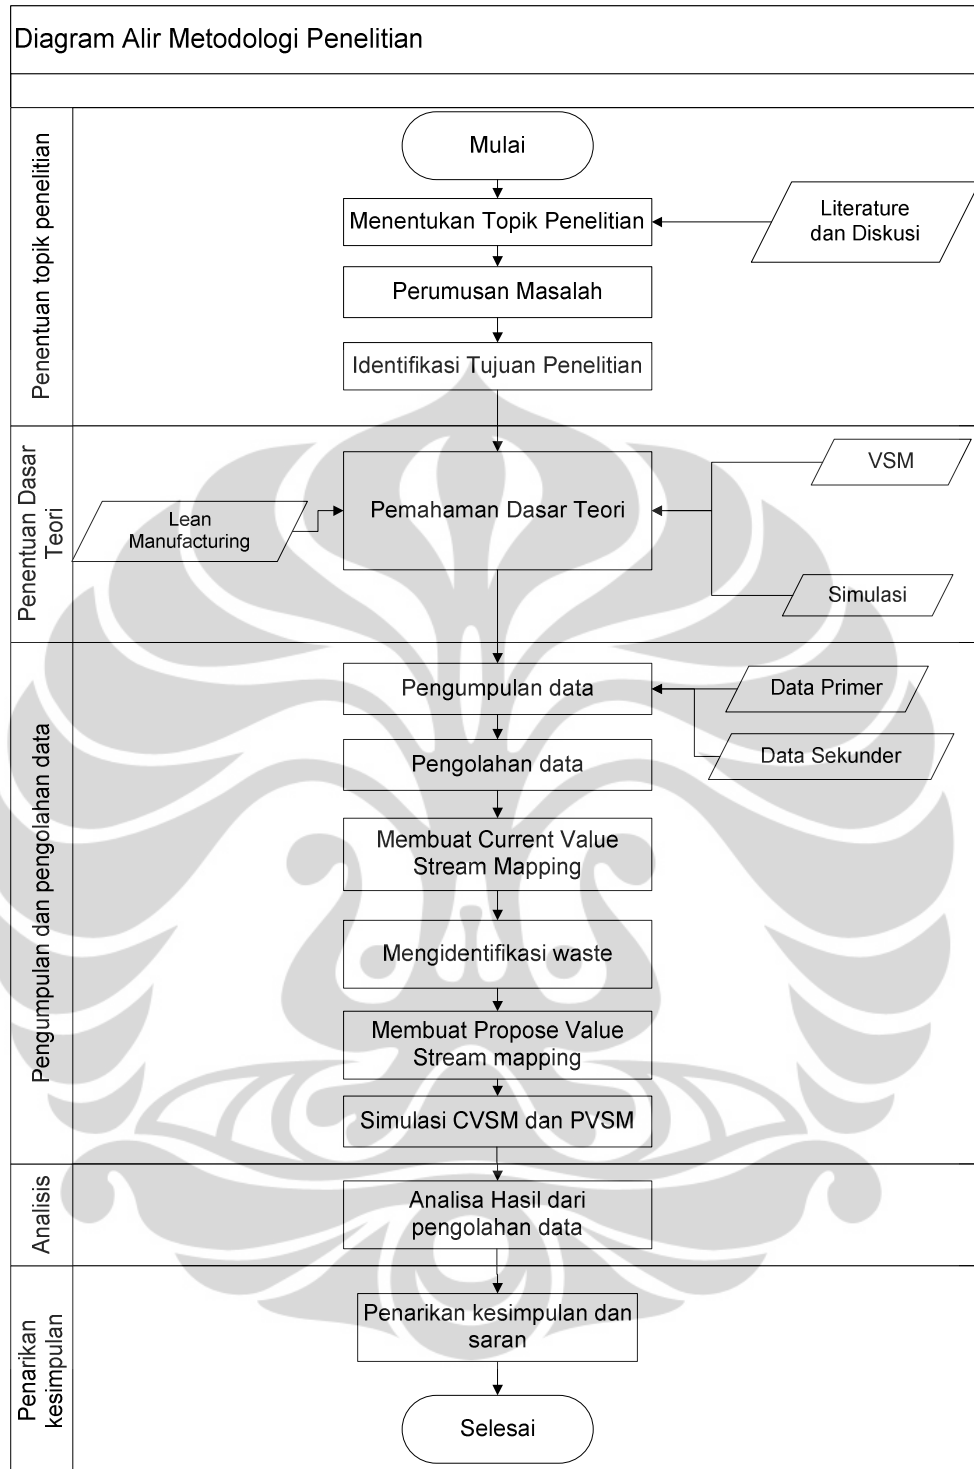 Diagram Alir Metodologi Penelitian
Penentuan topik penelitian
Mulai
Menentukan Topik Penelitian
Literature
dan Diskusi
Perumusan Masalah
Identifikasi Tujuan Penelitian
Penentuan Dasar
Teori
VSM
Pemahaman Dasar Teori
Lean
Manufacturing
Simulasi
Pengumpulan dan pengolahan data
Pengumpulan data
Data Primer
Data Sekunder
Pengolahan data
Membuat Current Value
Stream Mapping
Mengidentifikasi waste
Membuat Propose Value
Stream mapping
Simulasi CVSM dan PVSM
Analisis
Analisa Hasil dari
pengolahan data
Penarikan
kesimpulan
Penarikan kesimpulan dan
saran
Selesai